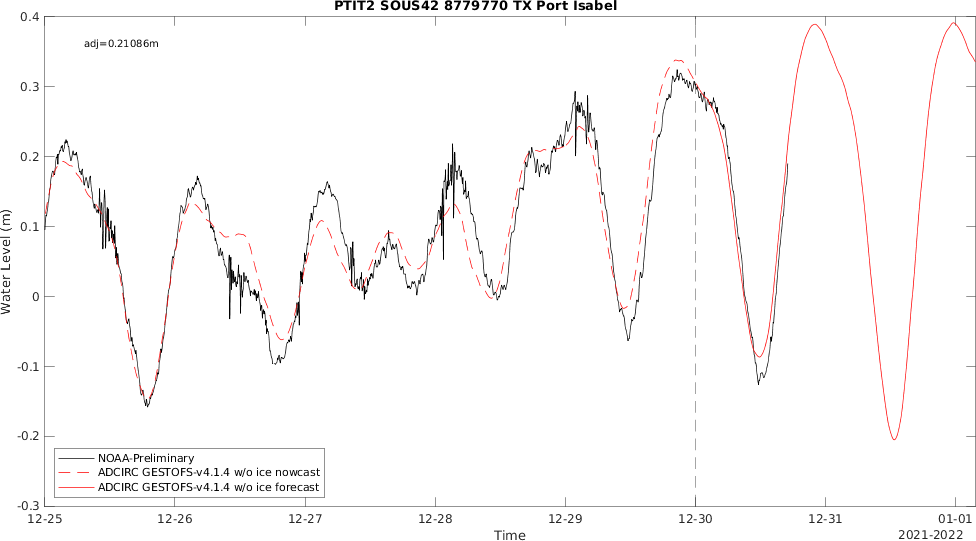 PTIT2 SOUS42 8779770 TX Port Isabel
adj=0.21086m
0.4
0.3
0.2
0.1
0
-0.1
-0.2
-0.3
Water Level (m)
NOAA-Preliminary
ADCIRC GESTOFS-v4.1.4 w/o ice nowcast
ADCIRC GESTOFS-v4.1.4 w/o ice forecast
12-25 12-26 12-27 12-28 12-29 12-30 12-31 01-01
Time
2021-2022